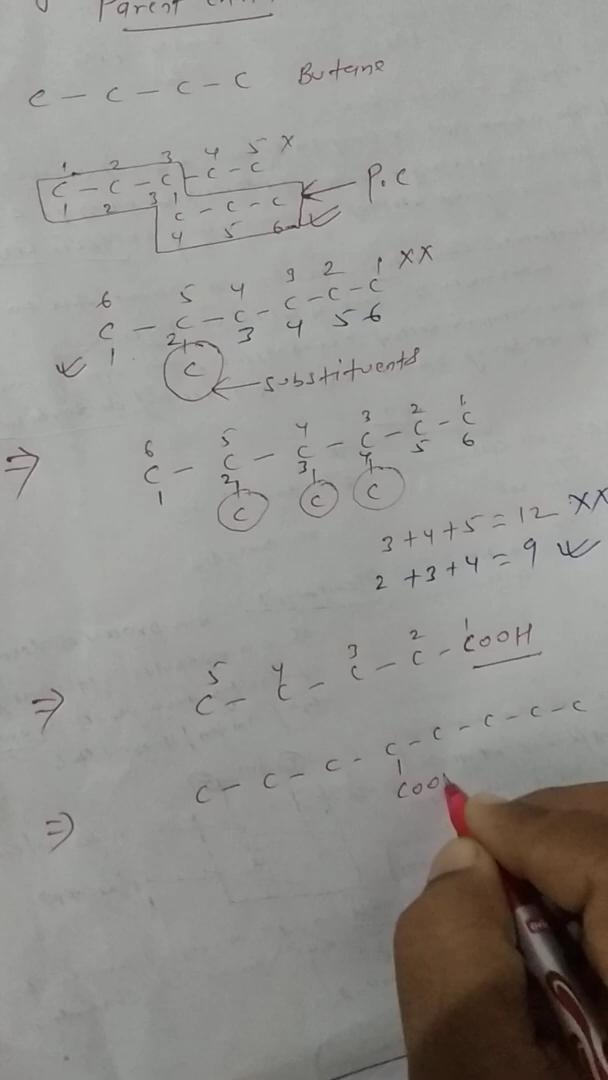 Parent
C - C - C - C Butane
1 2 3 4 5 X
C - C - C - C - C
1 2 3 C - C - C ← P.C
4 5 6
6 5 4 3 2 1 XX
C - C - C - C - C - C
1 2 3 4 5 6
C ← substituents
6 5 4 3 2 1
⇒ C - C - C - C - C - C
1 2 3 4 5 6
C C C
3 + 4 + 5 = 12 XX
2 + 3 + 4 = 9
5 4 3 2 1
⇒ C - C - C - C - COOH
⇒ C - C - C - C - C - C - C - C
COO